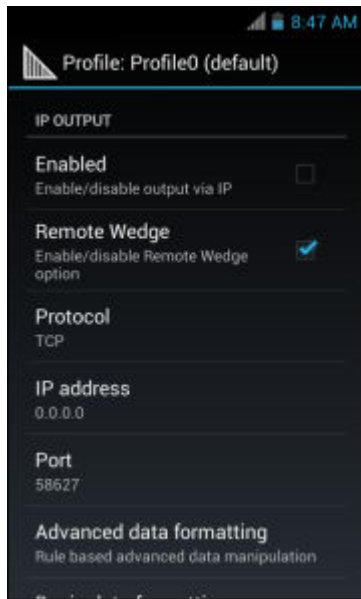 8:47 AM
Profile: Profile0 (default)
IP OUTPUT
Enabled
Enable/disable output via IP
Remote Wedge
Enable/disable Remote Wedge
option
Protocol
TCP
IP address
0.0.0.0
Port
58627
Advanced data formatting
Rule based advanced data manipulation